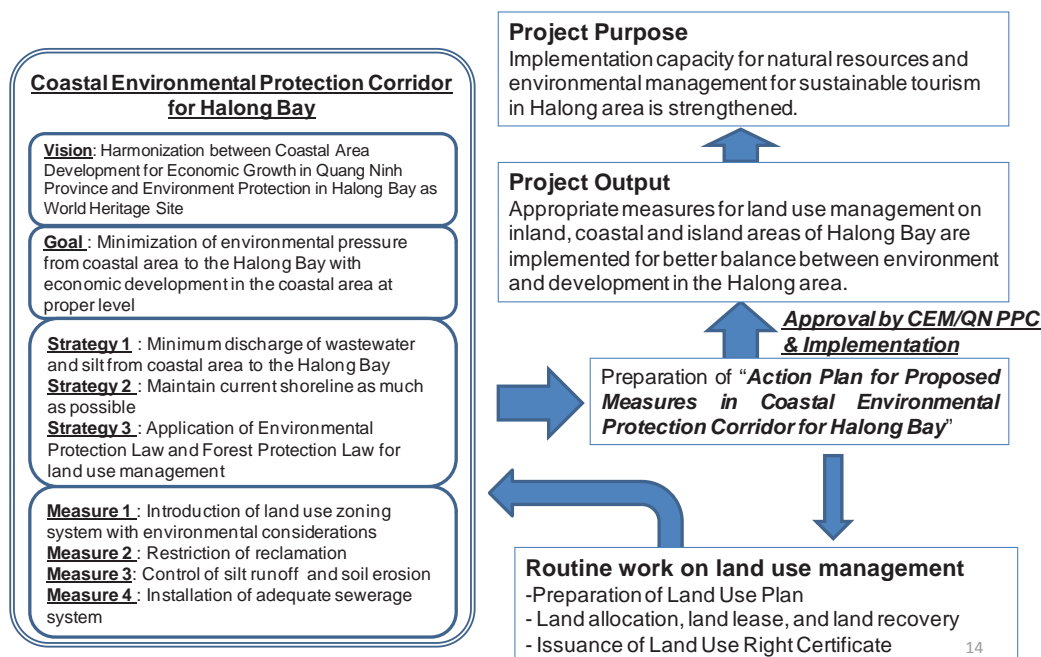 Coastal Environmental Protection Corridor
for Halong Bay
Vision: Harmonization between Coastal Area
Development for Economic Growth in Quang Ninh
Province and Environment Protection in Halong Bay as
World Heritage Site
Goal : Minimization of environmental pressure
from coastal area to the Halong Bay with
economic development in the coastal area at
proper level
Strategy 1 : Minimum discharge of wastewater
and silt from coastal area to the Halong Bay
Strategy 2 : Maintain current shoreline as much
as possible
Strategy 3 : Application of Environmental
Protection Law and Forest Protection Law for
land use management
Measure 1 : Introduction of land use zoning
system with environmental considerations
Measure 2 : Restriction of reclamation
Measure 3: Control of silt runoff and soil erosion
Measure 4 : Installation of adequate sewerage
system
Project Purpose
Implementation capacity for natural resources and
environmental management for sustainable tourism
in Halong area is strengthened.
Project Output
Appropriate measures for land use management on
inland, coastal and island areas of Halong Bay are
implemented for better balance between environment
and development in the Halong area.
Approval by CEM/QN PPC
& Implementation
Preparation of “Action Plan for Proposed
Measures in Coastal Environmental
Protection Corridor for Halong Bay”
Routine work on land use management
-Preparation of Land Use Plan
- Land allocation, land lease, and land recovery
- Issuance of Land Use Right Certificate
14